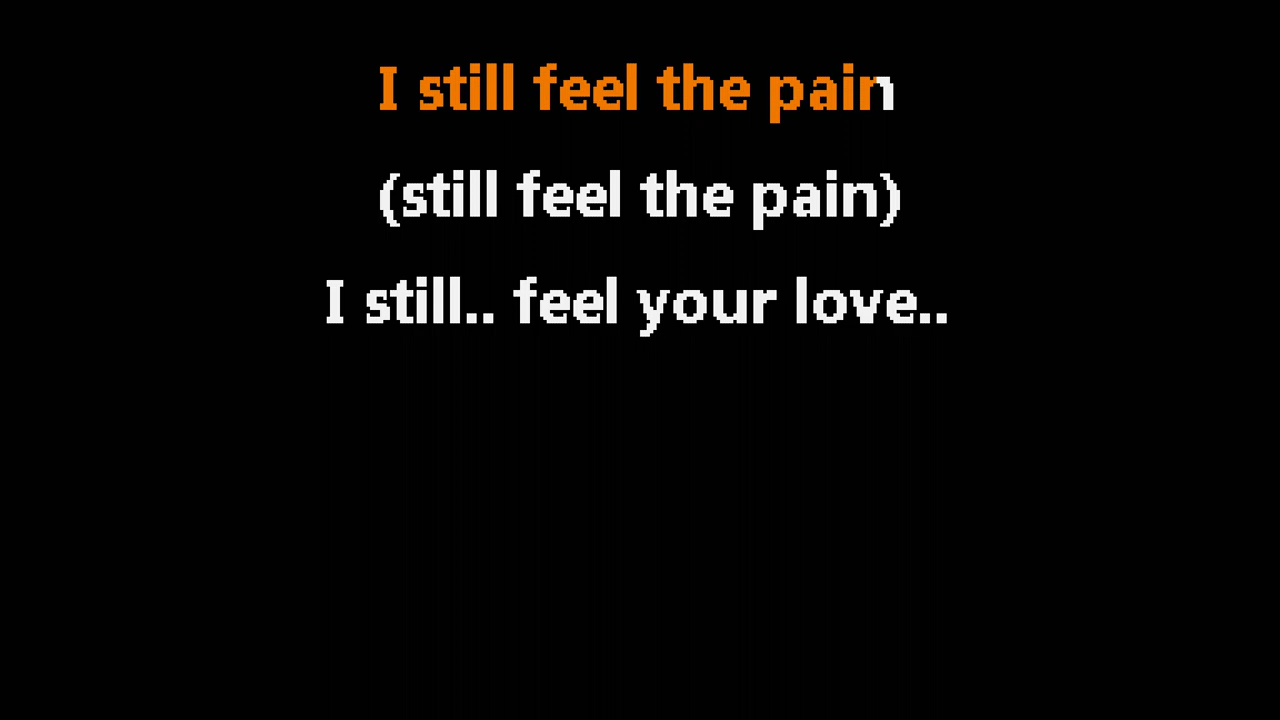 I still feel the pain
(still feel the pain)
I still.. feel your love..